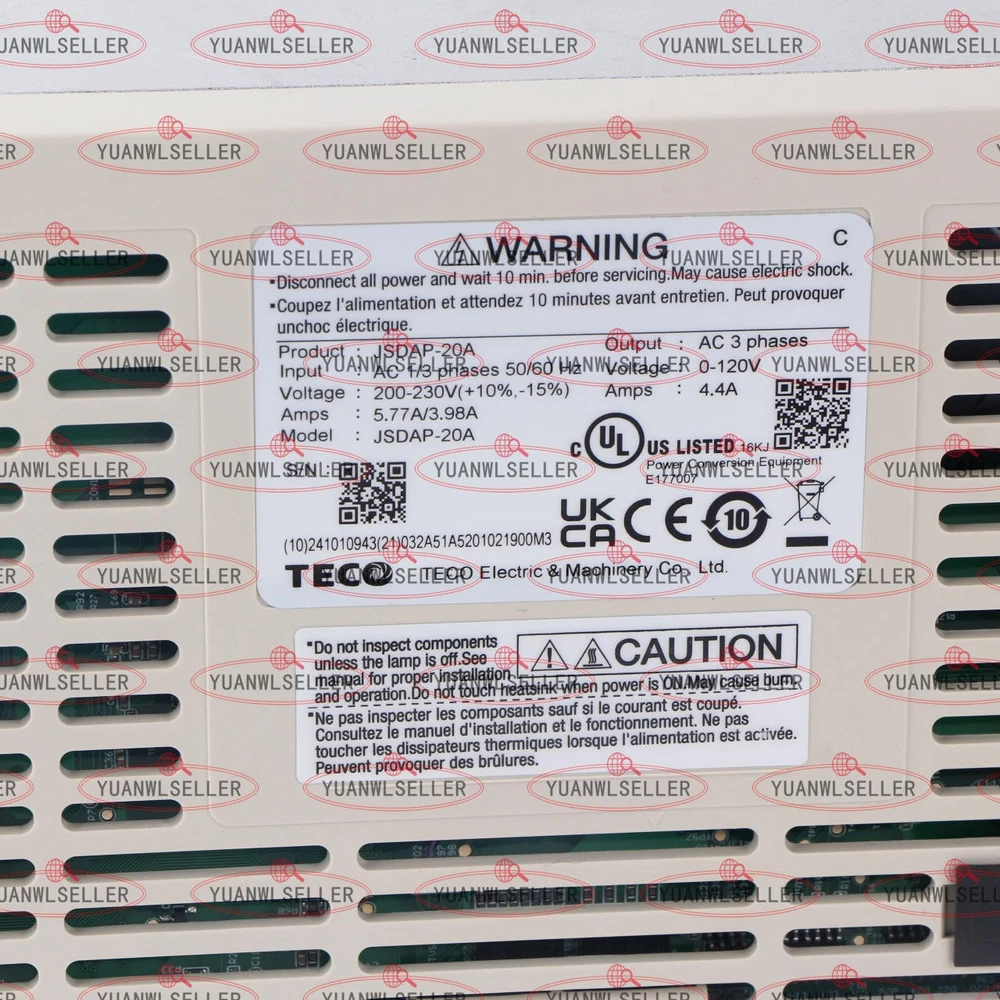 YUANWLSELLER
⚠ WARNING
C
▪Disconnect all power and wait 10 min. before servicing.May cause electric shock.
▪Coupez l'alimentation et attendez 10 minutes avant entretien. Peut provoquer
unchoc électrique.
Product : JSDAP-20A
Input : AC 1/3 phases 50/60 Hz
Voltage : 200-230V(+10%,-15%)
Amps : 5.77A/3.98A
Model : JSDAP-20A
Output : AC 3 phases
Voltage : 0-120V
Amps : 4.4A
S/N :
C UL US LISTED 16KJ
Power Conversion Equipment
E177007
UK
CA CE 10
(10)241010943(21)032A51A5201021900M3
TECO TECO Electric & Machinery Co., Ltd.
CAUTION
▪Do not inspect components
unless the lamp is off.See
manual for proper installation
and operation.Do not touch heatsink when power is ON.May cause burn.
▪Ne pas inspecter les composants sauf si le courant est coupé.
Consultez le manuel d'installation et le fonctionnement. Ne pas
toucher les dissipateurs thermiques lorsque l'alimentation est activée.
Peuvent provoquer des brûlures.